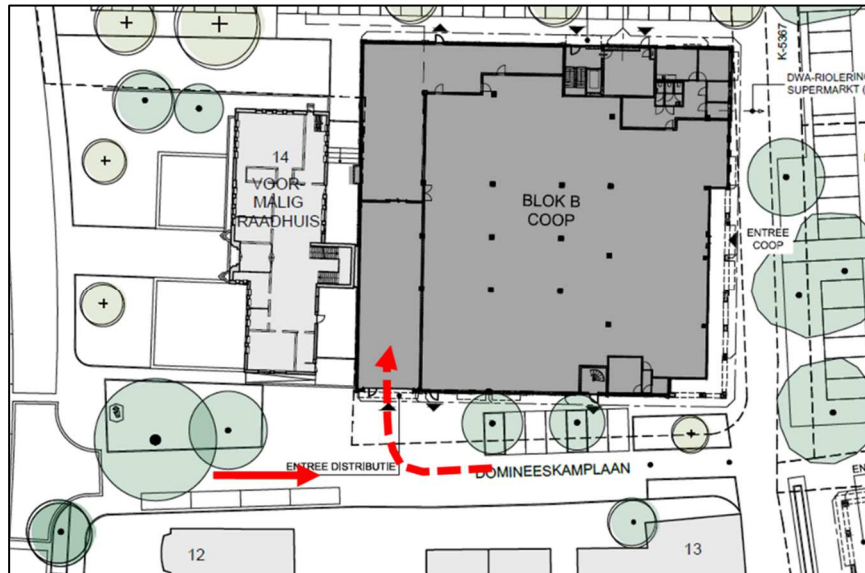 K-5367
DWA-RIOLERING
SUPERMARKT (
14
VOOR-
MALIG
RAADHUIS
BLOK B
COOP
ENTREE
COOP
ENTREE DISTRIBUTIE
DOMINEESKAMPLAAN
12
13